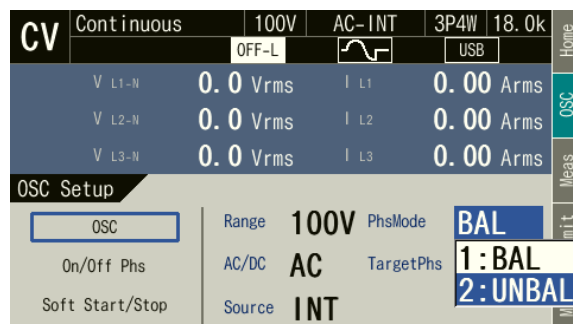 CV Continuous 100V AC-INT 3P4W 18.0k
OFF-L USB
Home
V L1-N 0.0 Vrms I L1 0.00 Arms
V L2-N 0.0 Vrms I L2 0.00 Arms
V L3-N 0.0 Vrms I L3 0.00 Arms
OSC
Meas
OSC Setup
OSC Range 100V PhsMode BAL
On/Off Phs AC/DC AC TargetPhs 1:BAL
2:UNBAL
Soft Start/Stop Source INT